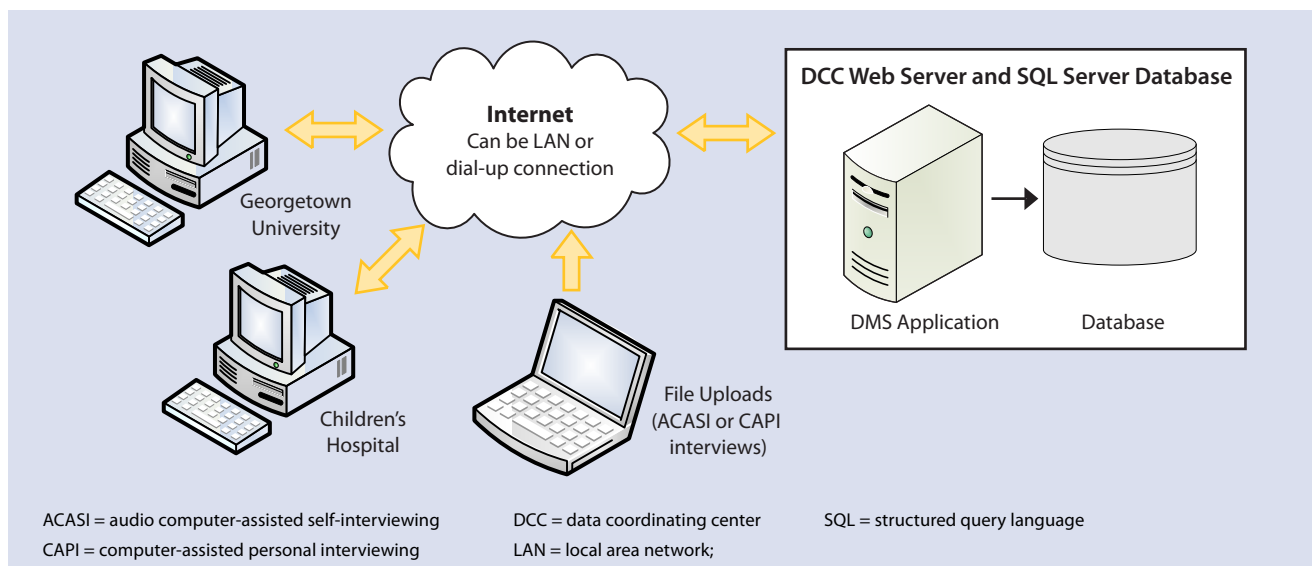 Internet
Can be LAN or
dial-up connection
DCC Web Server and SQL Server Database
DMS Application
Database
Georgetown
University
Children’s
Hospital
File Uploads
(ACASI or CAPI
interviews)
ACASI = audio computer-assisted self-interviewing
CAPI = computer-assisted personal interviewing
DCC = data coordinating center
LAN = local area network;
SQL = structured query language